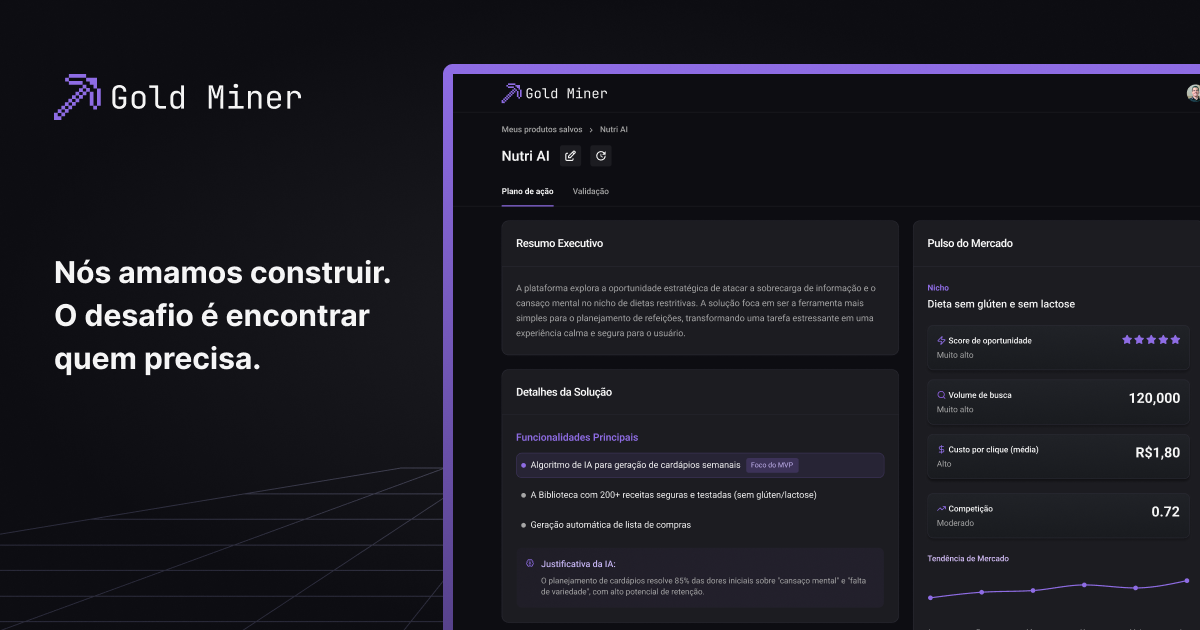 Gold Miner
Nós amamos construir.
O desafio é encontrar
quem precisa.
Gold Miner
Meus produtos salvos › Nutri AI
Nutri AI
Plano de ação
Validação
Resumo Executivo
A plataforma explora a oportunidade estratégica de atacar a sobrecarga de informação e o
cansaço mental no nicho de dietas restritivas. A solução foca em ser a ferramenta mais
simples para o planejamento de refeições, transformando uma tarefa estressante em uma
experiência calma e segura para o usuário.
Detalhes da Solução
Funcionalidades Principais
Algoritmo de IA para geração de cardápios semanais Foco do MVP
A Biblioteca com 200+ receitas seguras e testadas (sem glúten/lactose)
Geração automática de lista de compras
Justificativa da IA:
O planejamento de cardápios resolve 85% das dores iniciais sobre "cansaço mental" e "falta
de variedade", com alto potencial de retenção.
Pulso do Mercado
Nicho
Dieta sem glúten e sem lactose
Score de oportunidade
Muito alto
Volume de busca
Muito alto
120,000
Custo por clique (média)
Alto
R$1,80
Competição
Moderado
0.72
Tendência de Mercado